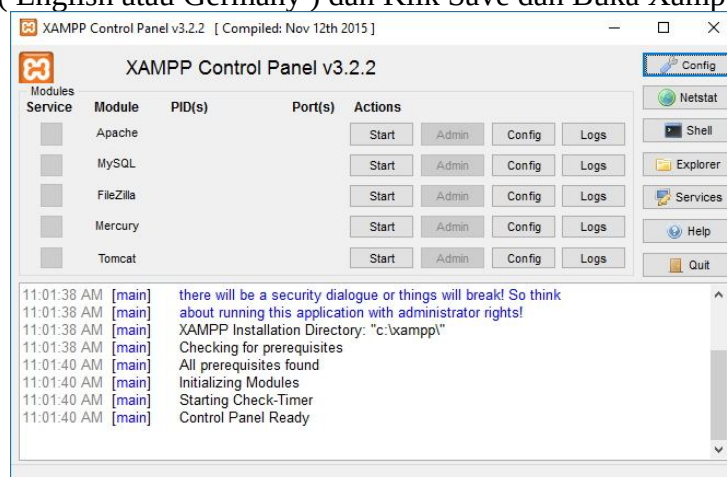 ( English atau Germany ) dan Klik Save dan Buka Xamp
XAMPP Control Panel v3.2.2 [ Compiled: Nov 12th 2015 ]
XAMPP Control Panel v3.2.2
Config
Modules
Service Module PID(s) Port(s) Actions
Netstat
Apache Start Admin Config Logs
Shell
MySQL Start Admin Config Logs
Explorer
FileZilla Start Admin Config Logs
Services
Mercury Start Admin Config Logs
Help
Tomcat Start Admin Config Logs
Quit
11:01:38 AM [main] there will be a security dialogue or things will break! So think
11:01:38 AM [main] about running this application with administrator rights!
11:01:38 AM [main] XAMPP Installation Directory: "c:\xampp\"
11:01:38 AM [main] Checking for prerequisites
11:01:40 AM [main] All prerequisites found
11:01:40 AM [main] Initializing Modules
11:01:40 AM [main] Starting Check-Timer
11:01:40 AM [main] Control Panel Ready